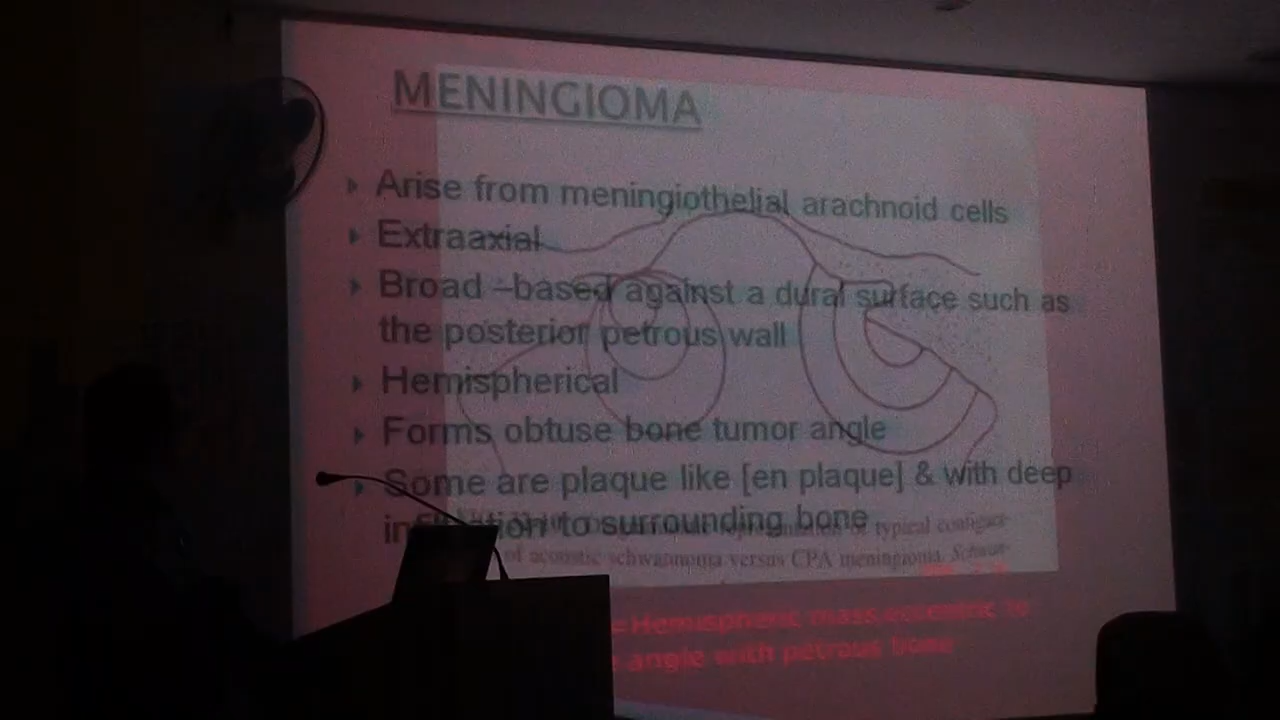 MENINGIOMA
Arise from meningiothelial arachnoid cells
Extraaxial
Broad –based against a dural surface such as
the posterior petrous wall
Hemispherical
Forms obtuse bone tumor angle
Some are plaque like [en plaque] & with deep
to surrounding bone
of typical
of acoustic schwannoma versus CPA meningioma.
=Hemispheric mass eccentric to
angle with petrous bone